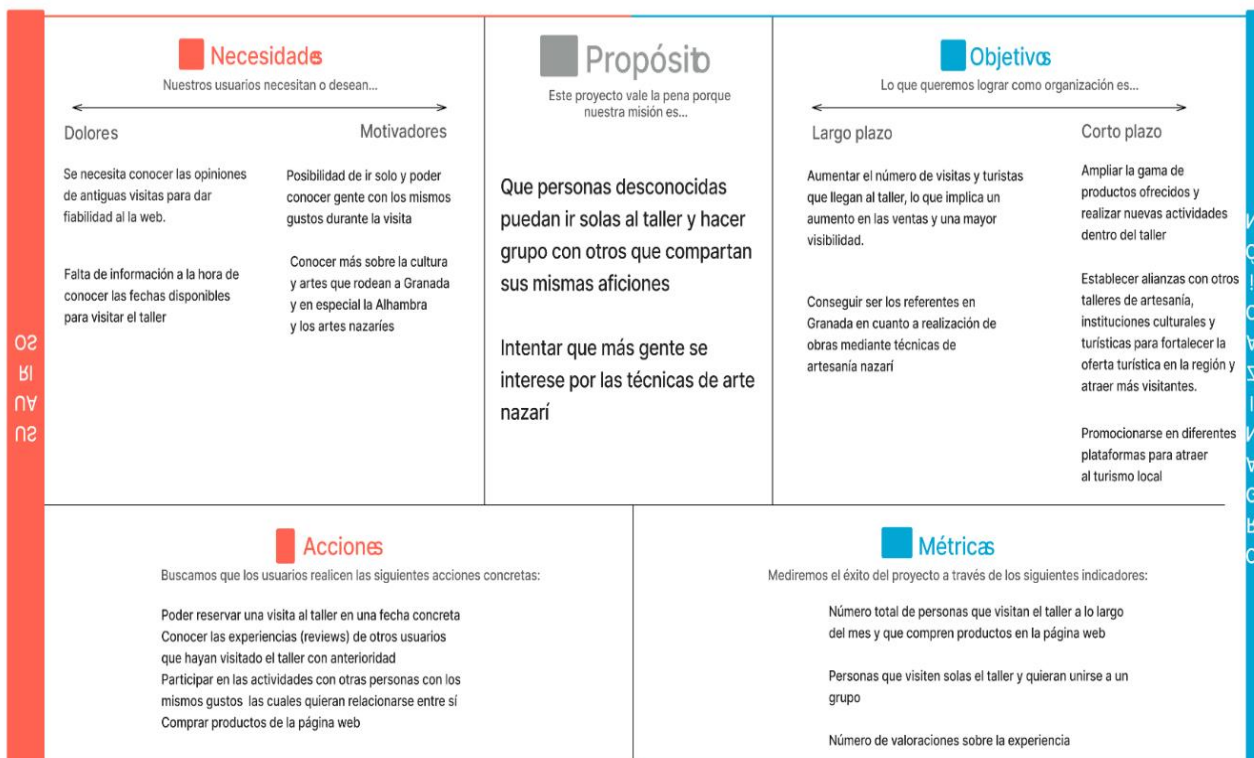 USUARIOS
Necesidades
Nuestros usuarios necesitan o desean...
Dolores
Motivadores
Se necesita conocer las opiniones
de antiguas visitas para dar
fiabilidad al la web.
Falta de información a la hora de
conocer las fechas disponibles
para visitar el taller
Posibilidad de ir solo y poder
conocer gente con los mismos
gustos durante la visita
Conocer más sobre la cultura
y artes que rodean a Granada
y en especial la Alhambra
y los artes nazaríes
Propósito
Este proyecto vale la pena porque
nuestra misión es...
Que personas desconocidas
puedan ir solas al taller y hacer
grupo con otros que compartan
sus mismas aficiones
Intentar que más gente se
interese por las técnicas de arte
nazarí
Objetivos
Lo que queremos lograr como organización es...
Largo plazo
Corto plazo
Aumentar el número de visitas y turistas
que llegan al taller, lo que implica un
aumento en las ventas y una mayor
visibilidad.
Conseguir ser los referentes en
Granada en cuanto a realización de
obras mediante técnicas de
artesanía nazarí
Ampliar la gama de
productos ofrecidos y
realizar nuevas actividades
dentro del taller
Establecer alianzas con otros
talleres de artesanía,
instituciones culturales y
turísticas para fortalecer la
oferta turística en la región y
atraer más visitantes.
Promocionarse en diferentes
plataformas para atraer
al turismo local
ORGANIZACIÓN
Acciones
Buscamos que los usuarios realicen las siguientes acciones concretas:
Poder reservar una visita al taller en una fecha concreta
Conocer las experiencias (reviews) de otros usuarios
que hayan visitado el taller con anterioridad
Participar en las actividades con otras personas con los
mismos gustos las cuales quieran relacionarse entre sí
Comprar productos de la página web
Métricas
Mediremos el éxito del proyecto a través de los siguientes indicadores:
Número total de personas que visitan el taller a lo largo
del mes y que compren productos en la página web
Personas que visiten solas el taller y quieran unirse a un
grupo
Número de valoraciones sobre la experiencia